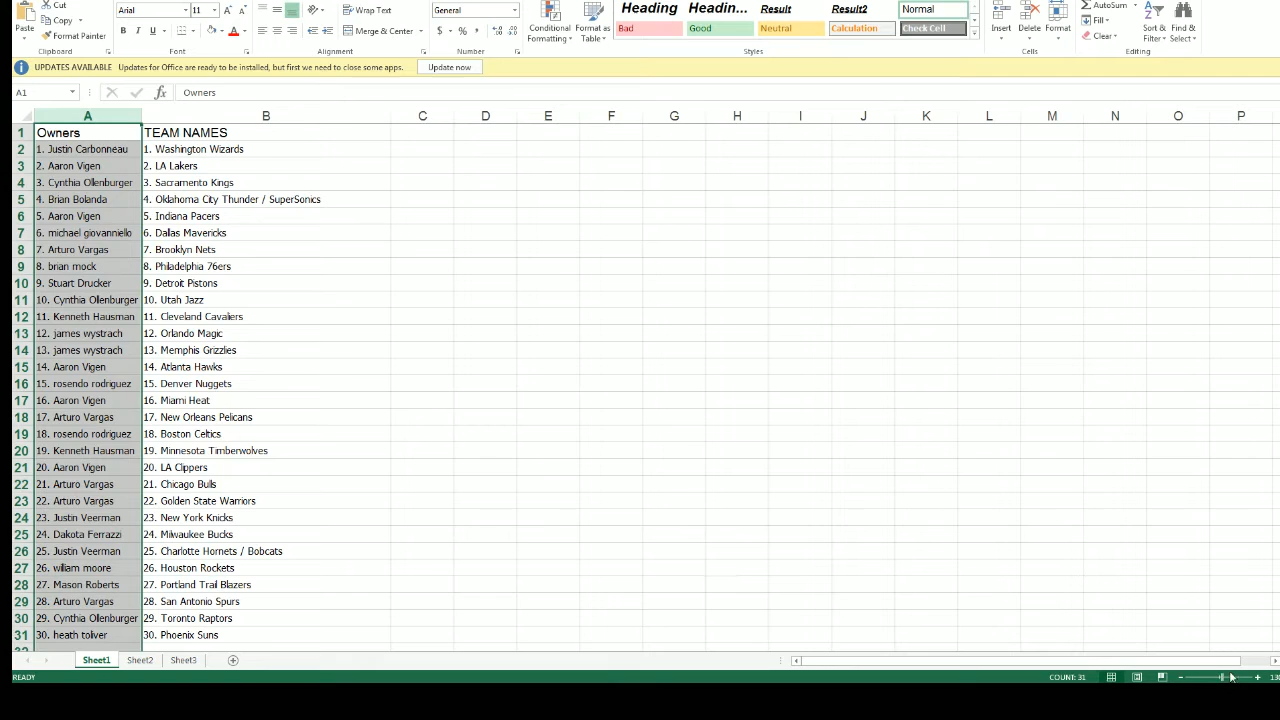 Cut
Copy
Paste
Format Painter
Clipboard
Arial 11
B I U
Font
Wrap Text
Merge & Center
Alignment
General
$ % ,
Number
Conditional Formatting
Format as Table
Heading Headin... Result Result2 Normal
Bad Good Neutral Calculation Check Cell
Styles
Insert Delete Format
Cells
AutoSum
Fill
Clear
Sort & Filter
Find & Select
Editing
UPDATES AVAILABLE Updates for Office are ready to be installed, but first we need to close some apps. Update now
A1 fx Owners
A B C D E F G H I J K L M N O P
1 Owners TEAM NAMES
2 1. Justin Carbonneau 1. Washington Wizards
3 2. Aaron Vigen 2. LA Lakers
4 3. Cynthia Ollenburger 3. Sacramento Kings
5 4. Brian Bolanda 4. Oklahoma City Thunder / SuperSonics
6 5. Aaron Vigen 5. Indiana Pacers
7 6. michael giovanniello 6. Dallas Mavericks
8 7. Arturo Vargas 7. Brooklyn Nets
9 8. brian mock 8. Philadelphia 76ers
10 9. Stuart Drucker 9. Detroit Pistons
11 10. Cynthia Ollenburger 10. Utah Jazz
12 11. Kenneth Hausman 11. Cleveland Cavaliers
13 12. james wystrach 12. Orlando Magic
14 13. james wystrach 13. Memphis Grizzlies
15 14. Aaron Vigen 14. Atlanta Hawks
16 15. rosendo rodriguez 15. Denver Nuggets
17 16. Aaron Vigen 16. Miami Heat
18 17. Arturo Vargas 17. New Orleans Pelicans
19 18. rosendo rodriguez 18. Boston Celtics
20 19. Kenneth Hausman 19. Minnesota Timberwolves
21 20. Aaron Vigen 20. LA Clippers
22 21. Arturo Vargas 21. Chicago Bulls
23 22. Arturo Vargas 22. Golden State Warriors
24 23. Justin Veerman 23. New York Knicks
25 24. Dakota Ferrazzi 24. Milwaukee Bucks
26 25. Justin Veerman 25. Charlotte Hornets / Bobcats
27 26. wiliam moore 26. Houston Rockets
28 27. Mason Roberts 27. Portland Trail Blazers
29 28. Arturo Vargas 28. San Antonio Spurs
30 29. Cynthia Ollenburger 29. Toronto Raptors
31 30. heath toliver 30. Phoenix Suns
Sheet1 Sheet2 Sheet3
READY COUNT: 31